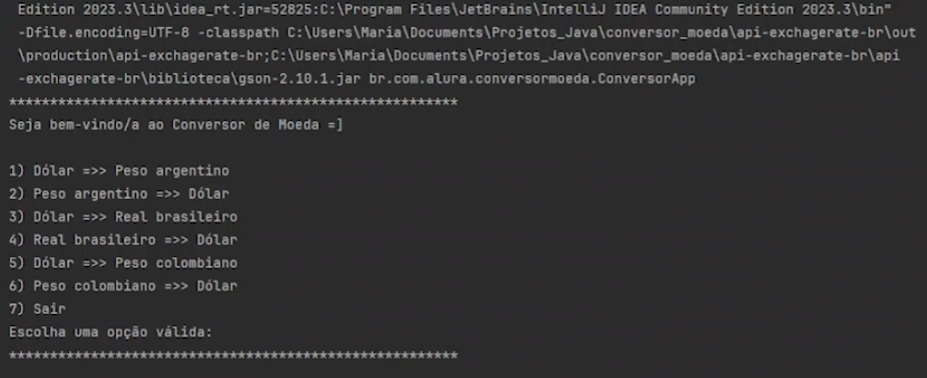 Edition 2023.3\lib\idea_rt.jar=52825:C:\Program Files\JetBrains\IntelliJ IDEA Community Edition 2023.3\bin"
-Dfile.encoding=UTF-8 -classpath C:\Users\Maria\Documents\Projetos_Java\conversor_moeda\api-exchagerate-br\out
\production\api-exchagerate-br;C:\Users\Maria\Documents\Projetos_Java\conversor_moeda\api-exchagerate-br\api
-exchagerate-br\biblioteca\gson-2.10.1.jar br.com.alura.conversormoeda.ConversorApp
*******************************************************
Seja bem-vindo/a ao Conversor de Moeda =]
1) Dólar =>> Peso argentino
2) Peso argentino =>> Dólar
3) Dólar =>> Real brasileiro
4) Real brasileiro =>> Dólar
5) Dólar =>> Peso colombiano
6) Peso colombiano =>> Dólar
7) Sair
Escolha uma opção válida:
*******************************************************